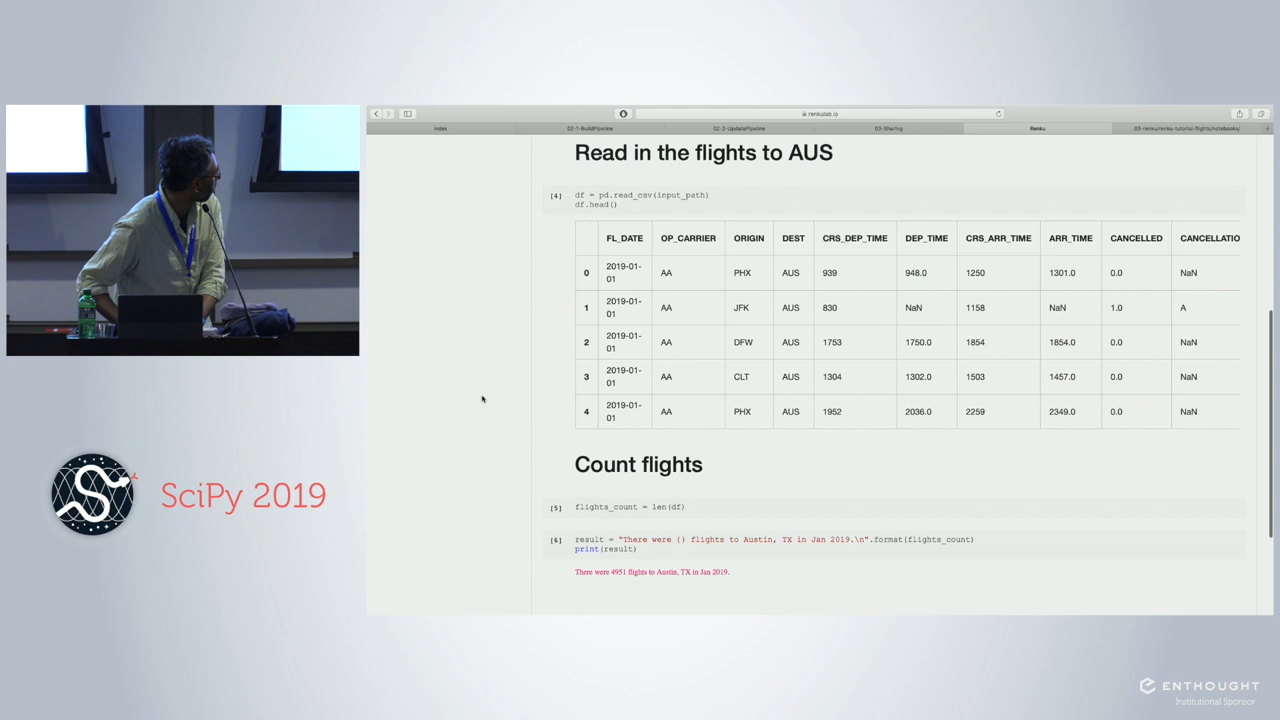 renkulab.io
Index
02-1-BuildPipeline
02-2-UpdatePipeline
03-Sharing
Renku
03-renku/renku-tutorial-flights/notebooks/
Read in the flights to AUS
[4] df = pd.read_csv(input_path)
df.head()
FL_DATE OP_CARRIER ORIGIN DEST CRS_DEP_TIME DEP_TIME CRS_ARR_TIME ARR_TIME CANCELLED CANCELLATIO
0 2019-01-01 AA PHX AUS 939 948.0 1250 1301.0 0.0 NaN
1 2019-01-01 AA JFK AUS 830 NaN 1158 NaN 1.0 A
2 2019-01-01 AA DFW AUS 1753 1750.0 1854 1854.0 0.0 NaN
3 2019-01-01 AA CLT AUS 1304 1302.0 1503 1457.0 0.0 NaN
4 2019-01-01 AA PHX AUS 1952 2036.0 2259 2349.0 0.0 NaN
Count flights
[5] flights_count = len(df)
[6] result = "There were {} flights to Austin, TX in Jan 2019.\n".format(flights_count)
print(result)
There were 4951 flights to Austin, TX in Jan 2019.
SciPy 2019
ENTHOUGHT
Institutional Sponsor